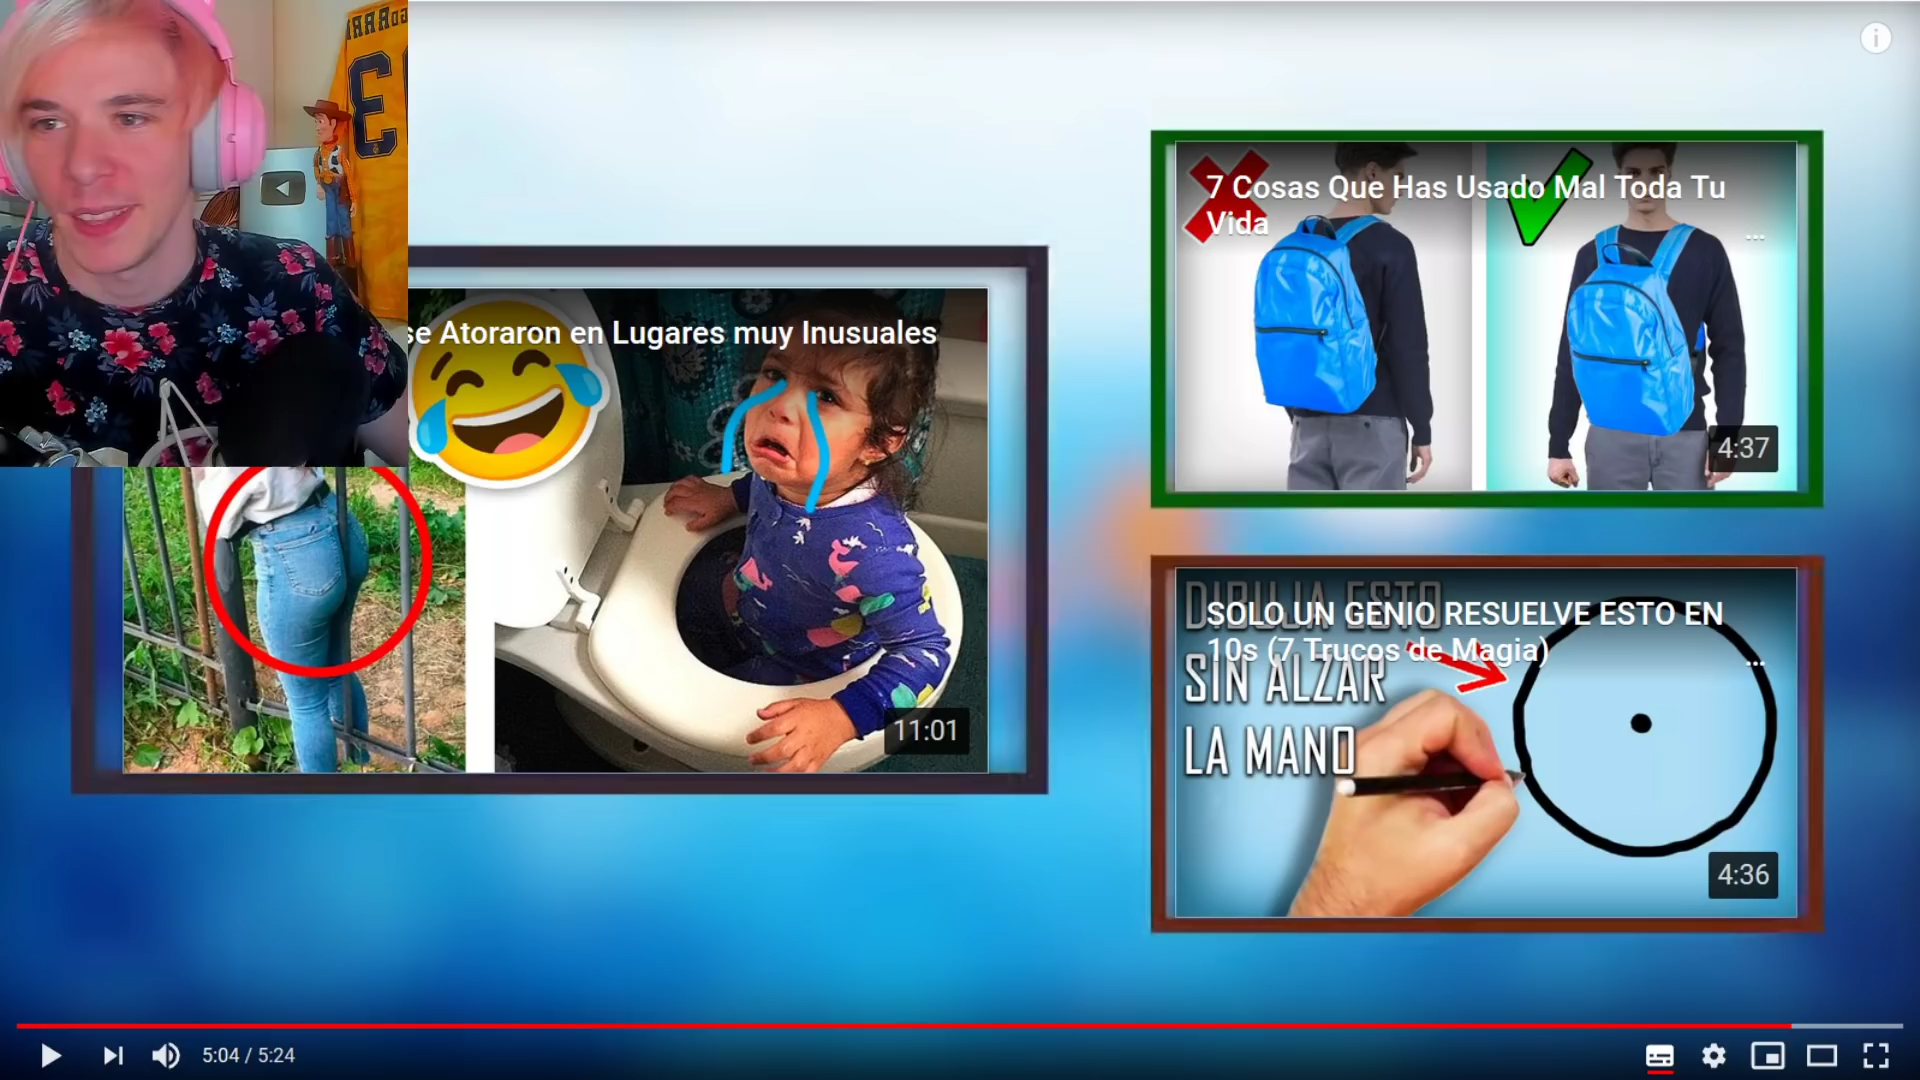 7 Cosas Que Has Usado Mal Toda Tu
Vida
4:37
se Atoraron en Lugares muy Inusuales
11:01
DIBUJA ESTO
SIN ALZAR
LA MANO
SOLO UN GENIO RESUELVE ESTO EN
10s (7 Trucos de Magia)
4:36
5:04 / 5:24